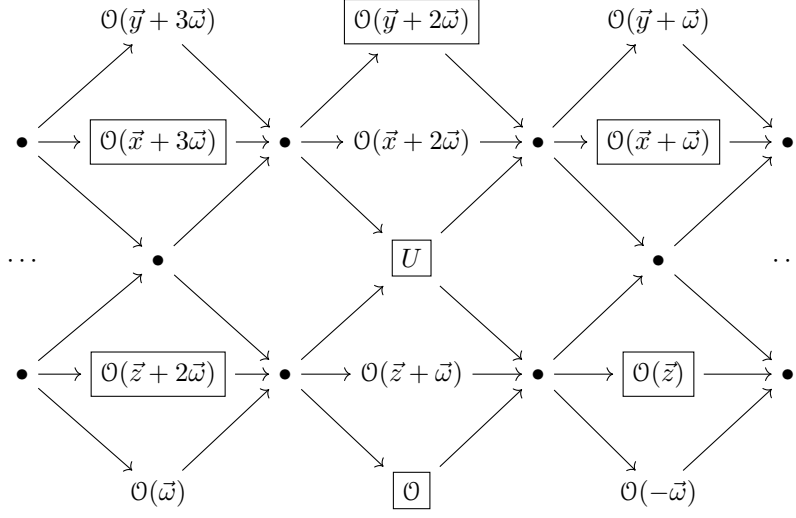 𝒪(y⃗ + 3ω⃗) 𝒪(y⃗ + 2ω⃗) 𝒪(y⃗ + ω⃗)
• 𝒪(x⃗ + 3ω⃗) • 𝒪(x⃗ + 2ω⃗) • 𝒪(x⃗ + ω⃗) •
⋯ • U • ⋯
• 𝒪(z⃗ + 2ω⃗) • 𝒪(z⃗ + ω⃗) • 𝒪(z⃗) •
𝒪(ω⃗) 𝒪 𝒪(−ω⃗)